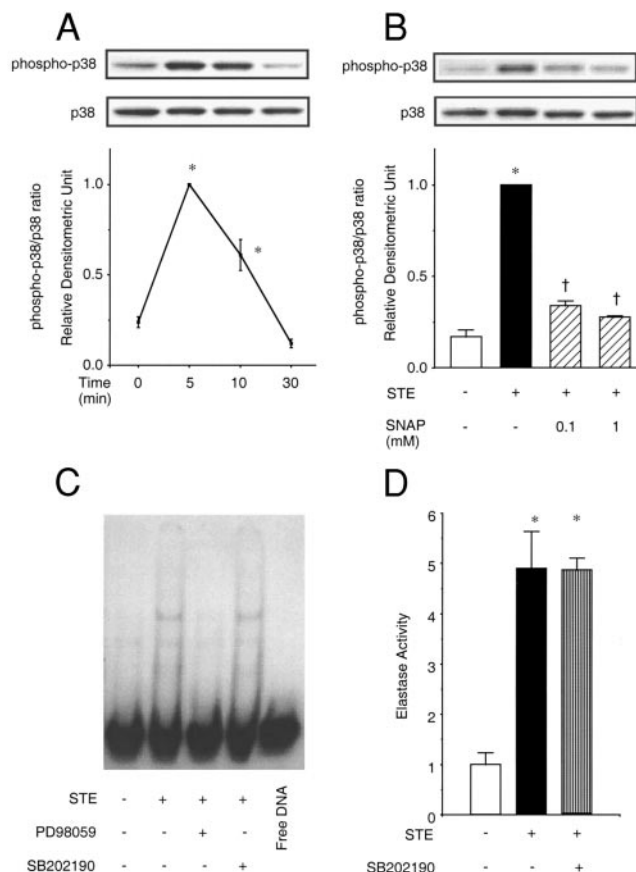 A
phospho-p38
p38
phospho-p38/p38 ratio
Relative Densitometric Unit
1.0
0.5
0.0
*
*
Time
(min)
0 5 10 30
B
phospho-p38
p38
phospho-p38/p38 ratio
Relative Densitometric Unit
1.0
0.5
0.0
*
†
†
STE - + + +
SNAP
(mM)
- - 0.1 1
C
STE - + + +
PD98059 - - + -
SB202190 - - - +
Free DNA
D
Elastase Activity
6
5
4
3
2
1
0
* *
STE - + +
SB202190 - - +